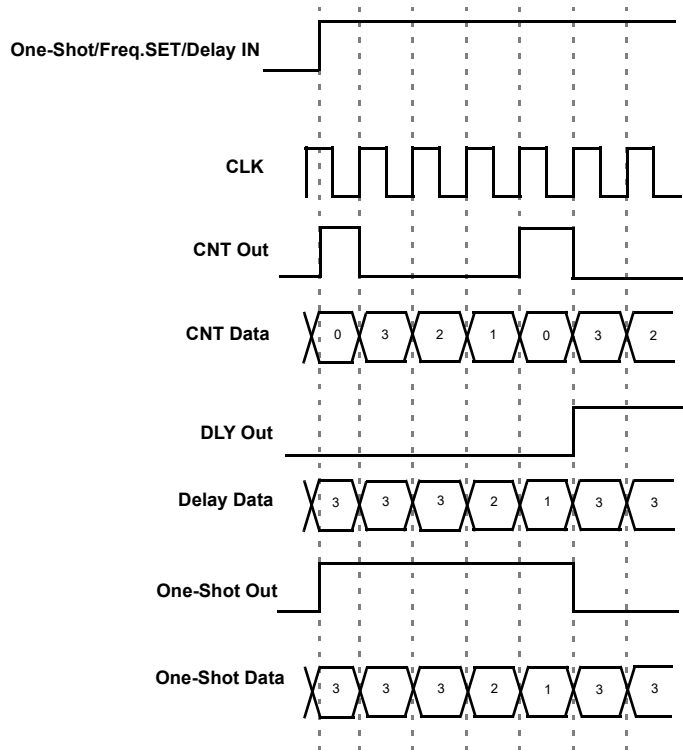 One-Shot/Freq.SET/Delay IN
CLK
CNT Out
CNT Data 0 3 2 1 0 3 2
DLY Out
Delay Data 3 3 3 2 1 3 3
One-Shot Out
One-Shot Data 3 3 3 2 1 3 3